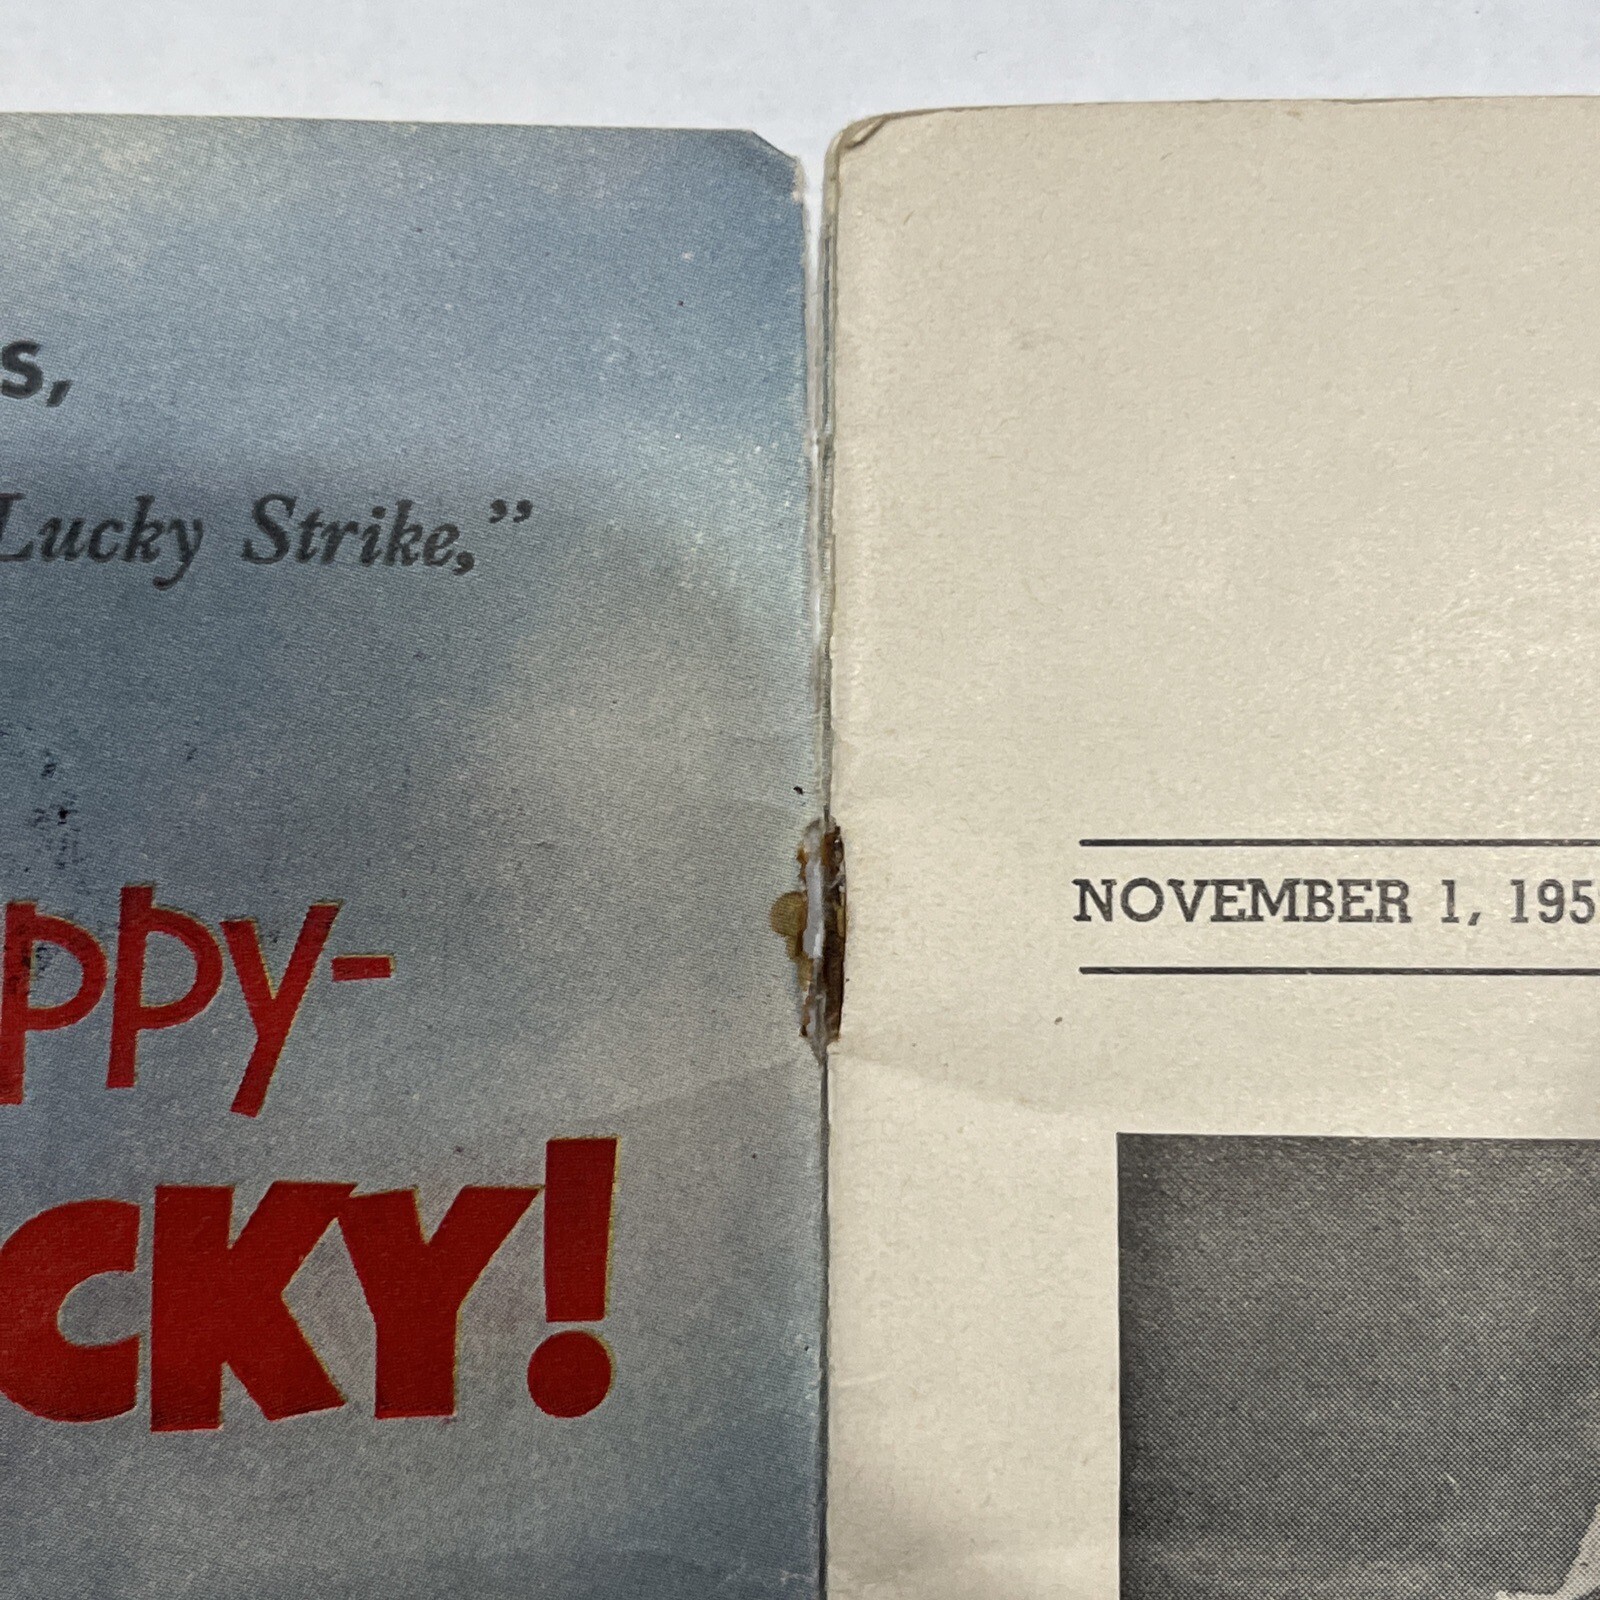 s,
Lucky Strike,”
ppy-
CKY!
NOVEMBER 1, 195